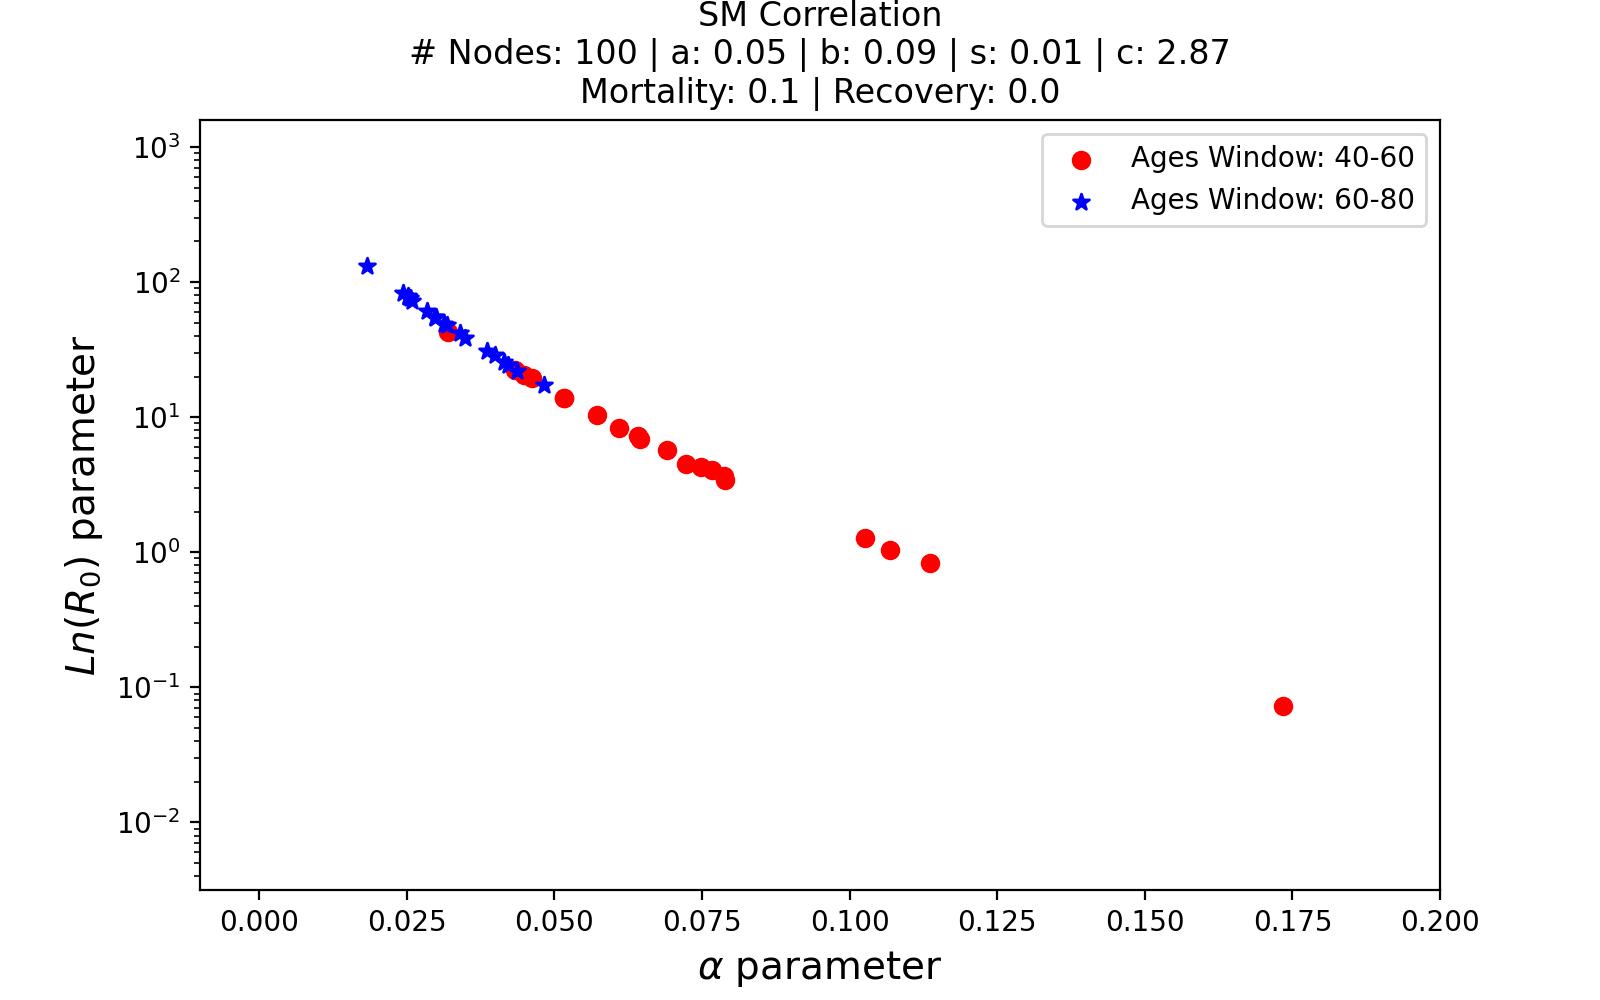 SM Correlation
# Nodes: 100 | a: 0.05 | b: 0.09 | s: 0.01 | c: 2.87
Mortality: 0.1 | Recovery: 0.0
Ages Window: 40-60
Ages Window: 60-80
10³
10²
10¹
10⁰
10⁻¹
10⁻²
Ln(R₀) parameter
0.000 0.025 0.050 0.075 0.100 0.125 0.150 0.175 0.200
α parameter